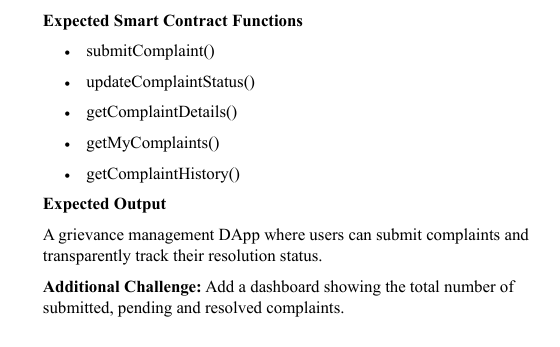 Expected Smart Contract Functions
• submitComplaint()
• updateComplaintStatus()
• getComplaintDetails()
• getMyComplaints()
• getComplaintHistory()
Expected Output
A grievance management DApp where users can submit complaints and
transparently track their resolution status.
Additional Challenge: Add a dashboard showing the total number of
submitted, pending and resolved complaints.